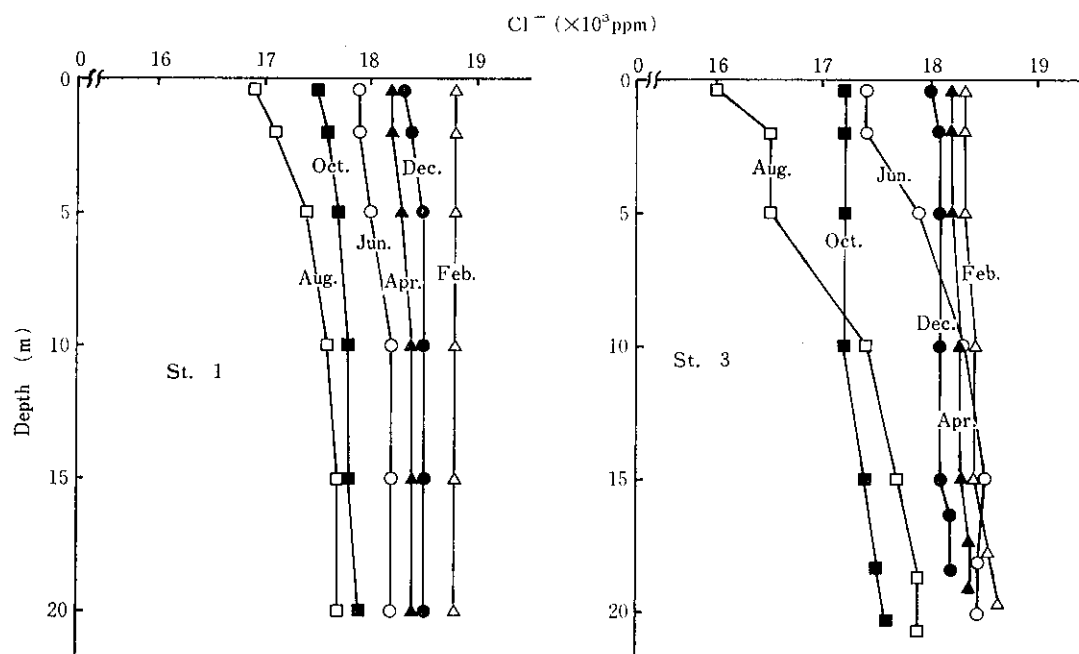 Cl⁻ (×10³ppm)
0 16 17 18 19
0 16 17 18 19
0
5
10
15
20
Depth (m)
Oct.
Dec.
Jun.
Aug.
Apr.
Feb.
St. 1
0
5
10
15
20
Aug.
Jun.
Oct.
Feb.
Dec.
St. 3
Apr.